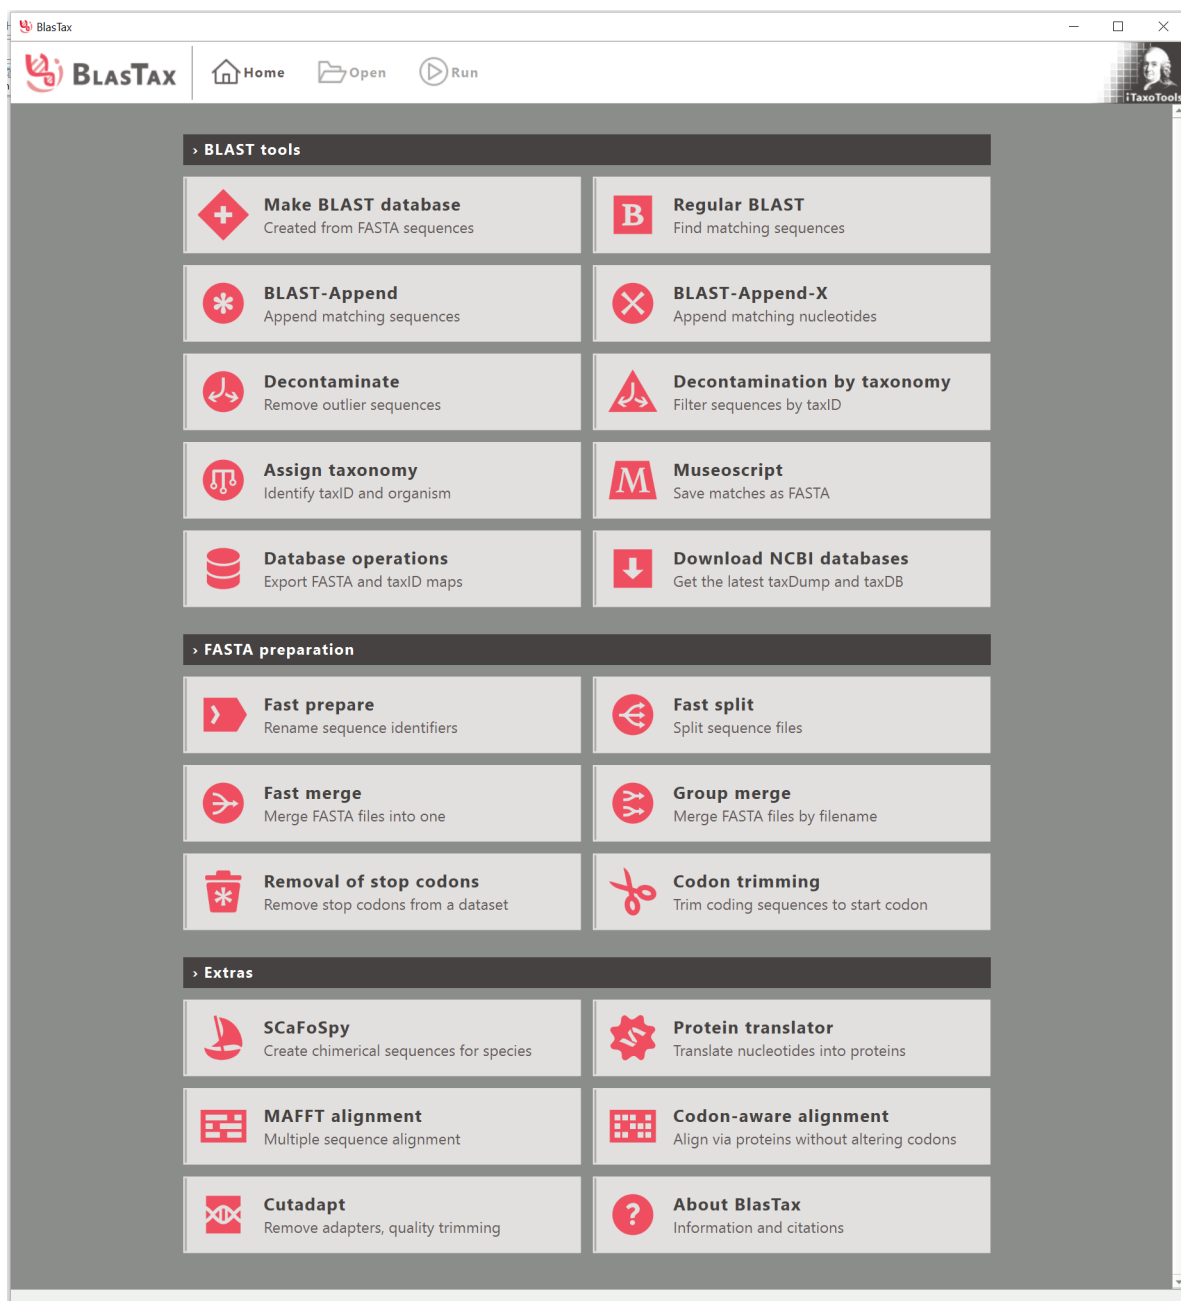 BlasTax
BLASTAX
Home
Open
Run
iTaxoTools
› BLAST tools
Make BLAST database
Created from FASTA sequences
B
Regular BLAST
Find matching sequences
BLAST-Append
Append matching sequences
BLAST-Append-X
Append matching nucleotides
Decontaminate
Remove outlier sequences
Decontamination by taxonomy
Filter sequences by taxID
Assign taxonomy
Identify taxID and organism
M
Museoscript
Save matches as FASTA
Database operations
Export FASTA and taxID maps
Download NCBI databases
Get the latest taxDump and taxDB
› FASTA preparation
Fast prepare
Rename sequence identifiers
Fast split
Split sequence files
Fast merge
Merge FASTA files into one
Group merge
Merge FASTA files by filename
Removal of stop codons
Remove stop codons from a dataset
Codon trimming
Trim coding sequences to start codon
› Extras
SCaFoSpy
Create chimerical sequences for species
Protein translator
Translate nucleotides into proteins
MAFFT alignment
Multiple sequence alignment
Codon-aware alignment
Align via proteins without altering codons
Cutadapt
Remove adapters, quality trimming
?
About BlasTax
Information and citations